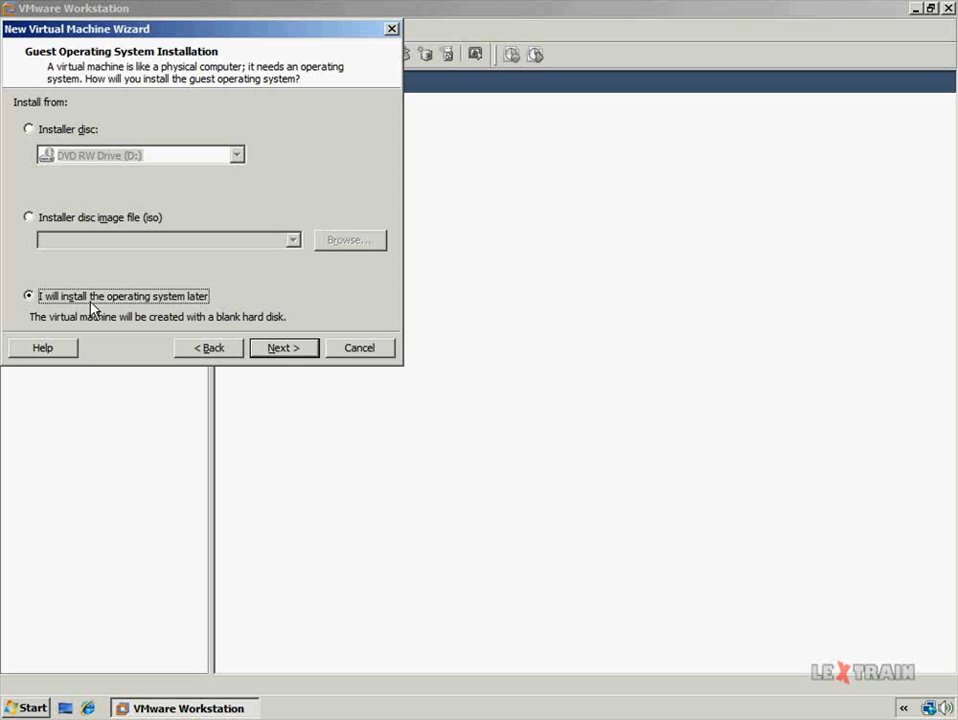 VMware Workstation
New Virtual Machine Wizard
Guest Operating System Installation
A virtual machine is like a physical computer; it needs an operating
system. How will you install the guest operating system?
Install from:
Installer disc:
DVD RW Drive (D:)
Installer disc image file (iso)
Browse...
I will install the operating system later
The virtual machine will be created with a blank hard disk.
Help
< Back
Next >
Cancel
LEXTRAIN
Start
VMware Workstation